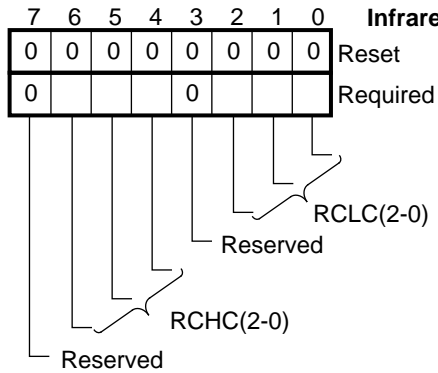 7 6 5 4 3 2 1 0 Infrare
0 0 0 0 0 0 0 0 Reset
0 0 Required
RCLC(2-0)
Reserved
RCHC(2-0)
Reserved